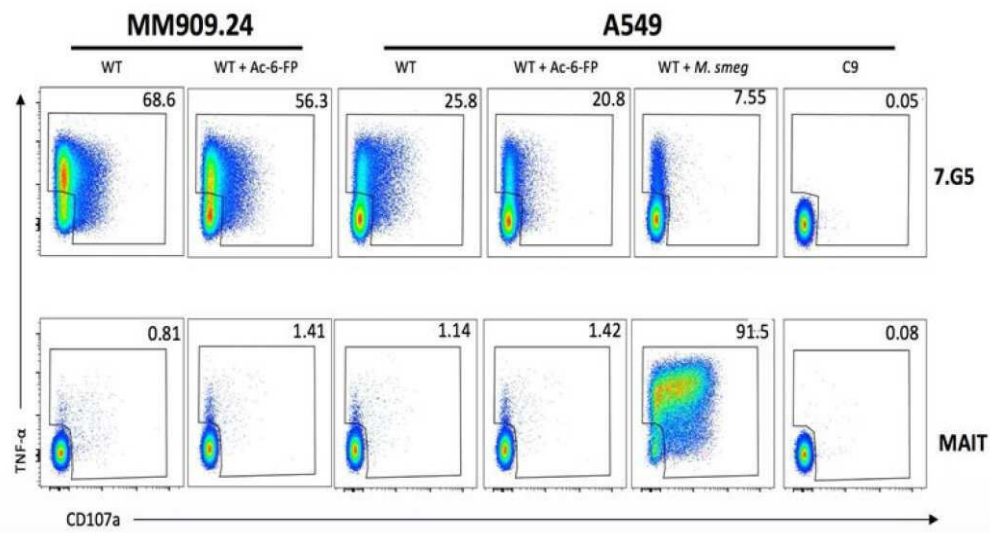 MM909.24 A549
WT WT + Ac-6-FP WT WT + Ac-6-FP WT + M. smeg C9
68.6 56.3 25.8 20.8 7.55 0.05
7.G5
0.81 1.41 1.14 1.42 91.5 0.08
MAIT
TNF-α
CD107a